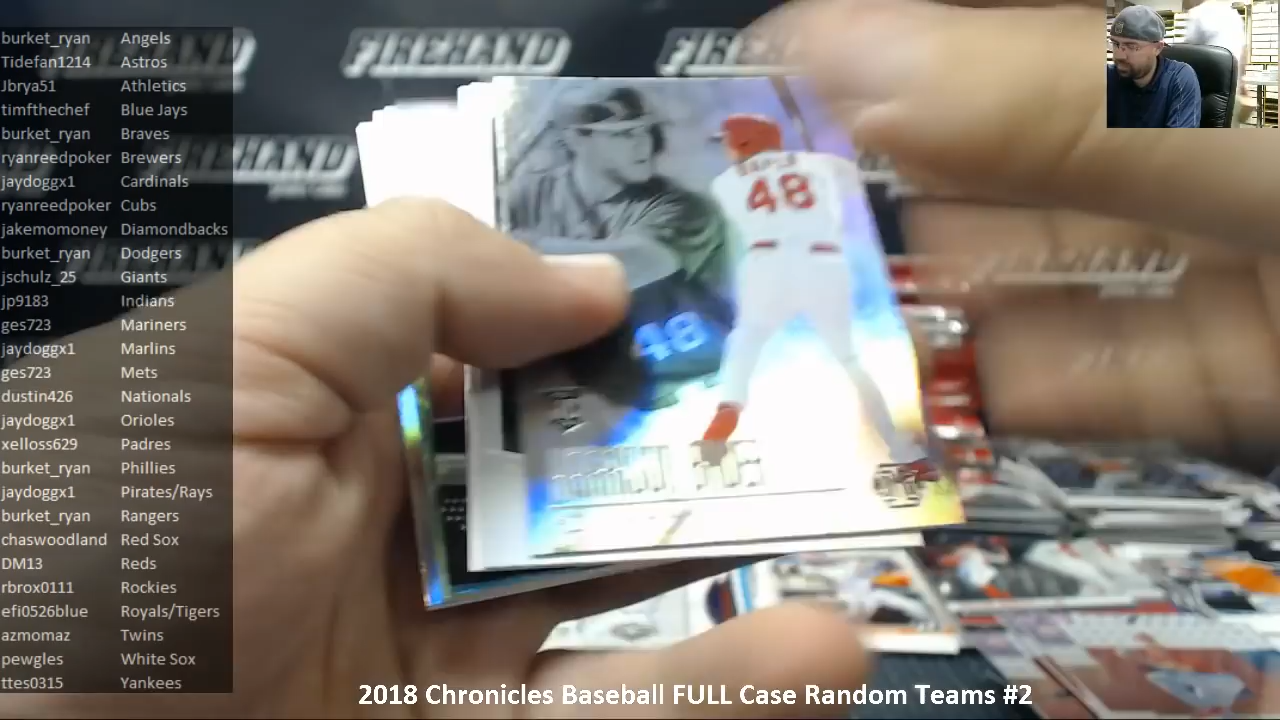 burket_ryan Angels
Tidefan1214 Astros
Jbrya51 Athletics
timfthechef Blue Jays
burket_ryan Braves
ryanreedpoker Brewers
jaydoggx1 Cardinals
ryanreedpoker Cubs
jakemomoney Diamondbacks
burket_ryan Dodgers
jschulz_25 Giants
jp9183 Indians
ges723 Mariners
jaydoggx1 Marlins
ges723 Mets
dustin426 Nationals
jaydoggx1 Orioles
xelloss629 Padres
burket_ryan Phillies
jaydoggx1 Pirates/Rays
burket_ryan Rangers
chaswoodland Red Sox
DM13 Reds
rbrox0111 Rockies
efi0526blue Royals/Tigers
azmomaz Twins
pewgles White Sox
ttes0315 Yankees
FIREHAND
FIREHAND
FIREHAND
FIREHAND
48
48
2018 Chronicles Baseball FULL Case Random Teams #2